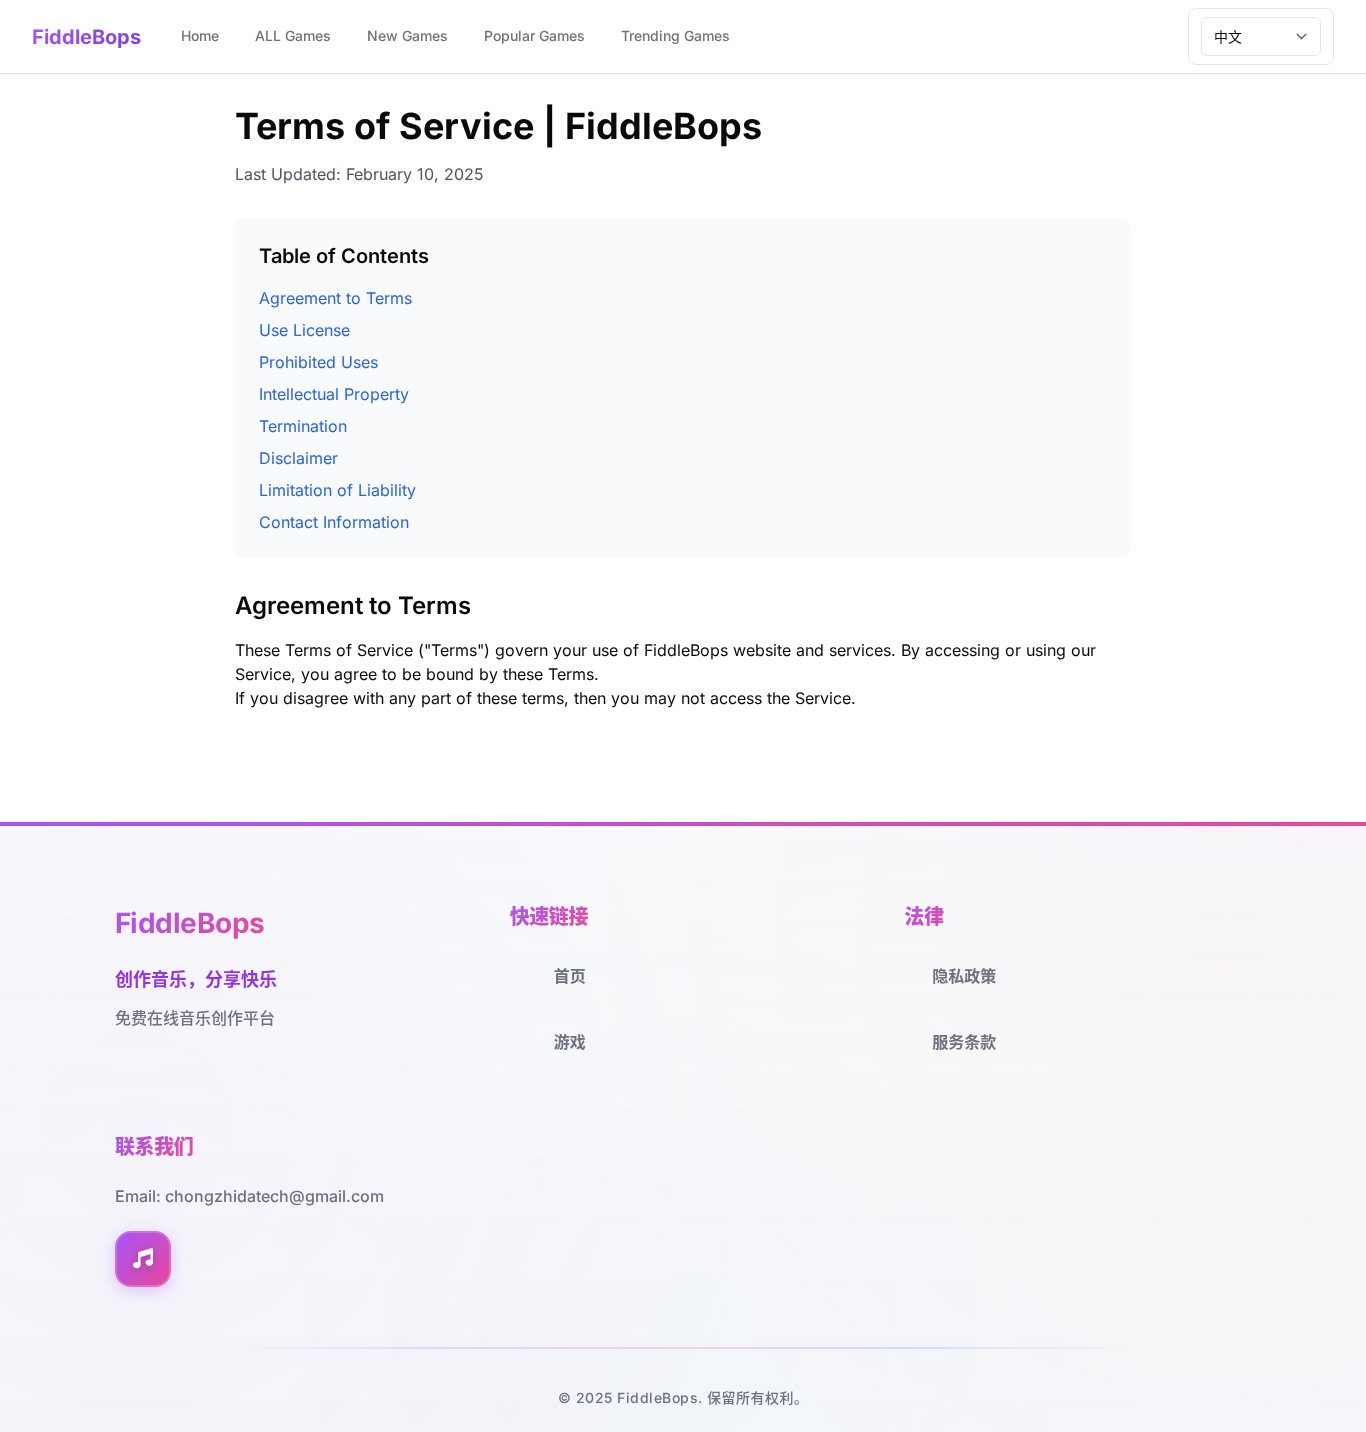 FiddleBops
Home
ALL Games
New Games
Popular Games
Trending Games
中文
Terms of Service | FiddleBops
Last Updated: February 10, 2025
Table of Contents
Agreement to Terms
Use License
Prohibited Uses
Intellectual Property
Termination
Disclaimer
Limitation of Liability
Contact Information
Agreement to Terms
These Terms of Service ("Terms") govern your use of FiddleBops website and services. By accessing or using our
Service, you agree to be bound by these Terms.
If you disagree with any part of these terms, then you may not access the Service.
FiddleBops
创作音乐，分享快乐
免费在线音乐创作平台
快速链接
首页
游戏
法律
隐私政策
服务条款
联系我们
Email: chongzhidatech@gmail.com
© 2025 FiddleBops. 保留所有权利。